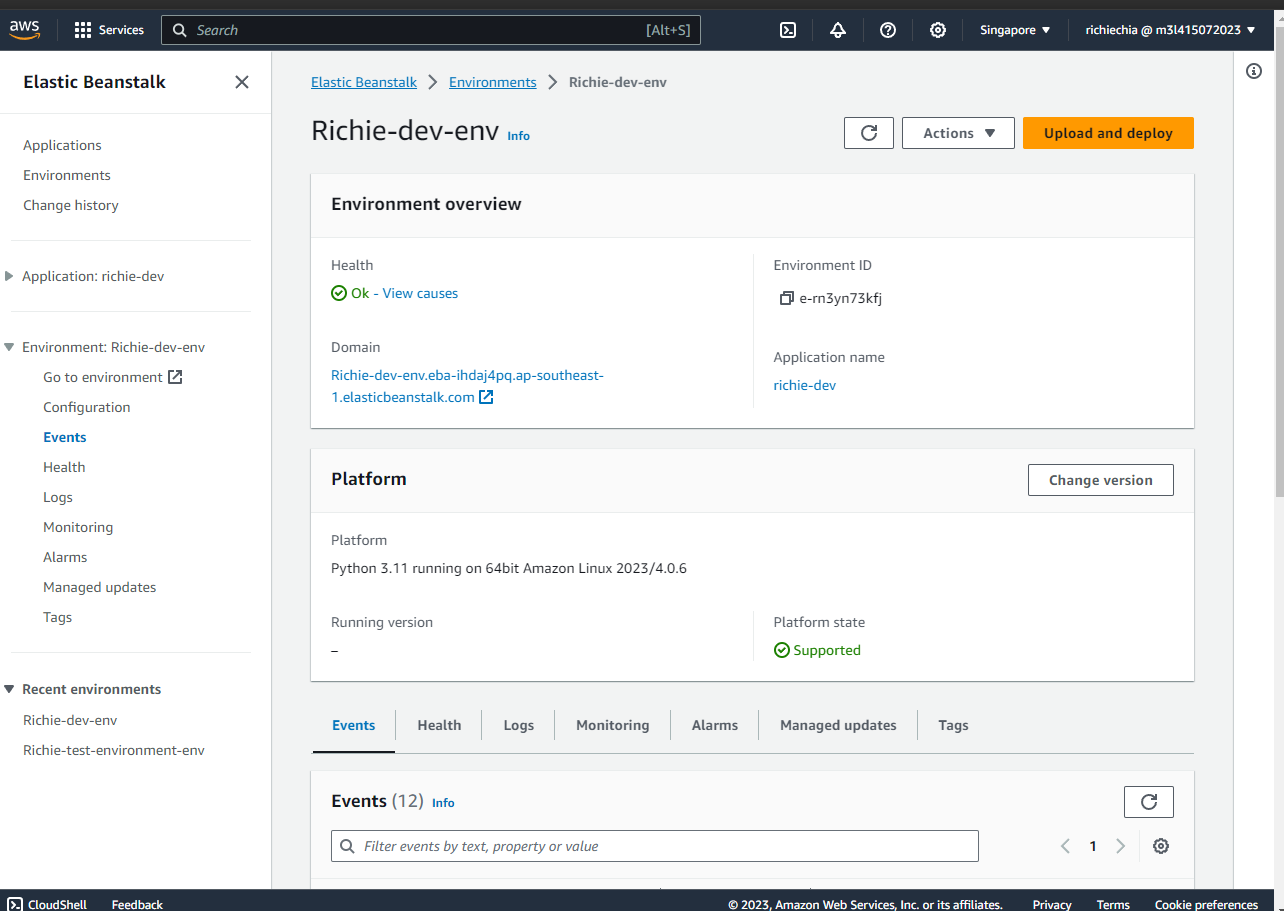 aws
Services
Search
[Alt+S]
Singapore
richiechia @ m3l415072023
Elastic Beanstalk
Applications
Environments
Change history
Application: richie-dev
Environment: Richie-dev-env
Go to environment
Configuration
Events
Health
Logs
Monitoring
Alarms
Managed updates
Tags
Recent environments
Richie-dev-env
Richie-test-environment-env
Elastic Beanstalk
Environments
Richie-dev-env
Richie-dev-env
Info
Actions
Upload and deploy
Environment overview
Health
Ok - View causes
Domain
Richie-dev-env.eba-ihdaj4pq.ap-southeast-
1.elasticbeanstalk.com
Environment ID
e-rn3yn73kfj
Application name
richie-dev
Platform
Change version
Platform
Python 3.11 running on 64bit Amazon Linux 2023/4.0.6
Running version
–
Platform state
Supported
Events
Health
Logs
Monitoring
Alarms
Managed updates
Tags
Events (12)
Info
Filter events by text, property or value
1
CloudShell
Feedback
© 2023, Amazon Web Services, Inc. or its affiliates.
Privacy
Terms
Cookie preferences